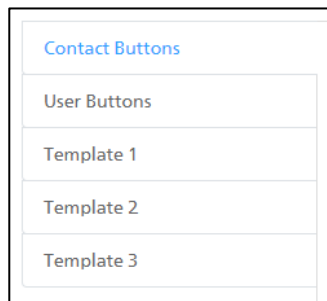 Contact Buttons
User Buttons
Template 1
Template 2
Template 3